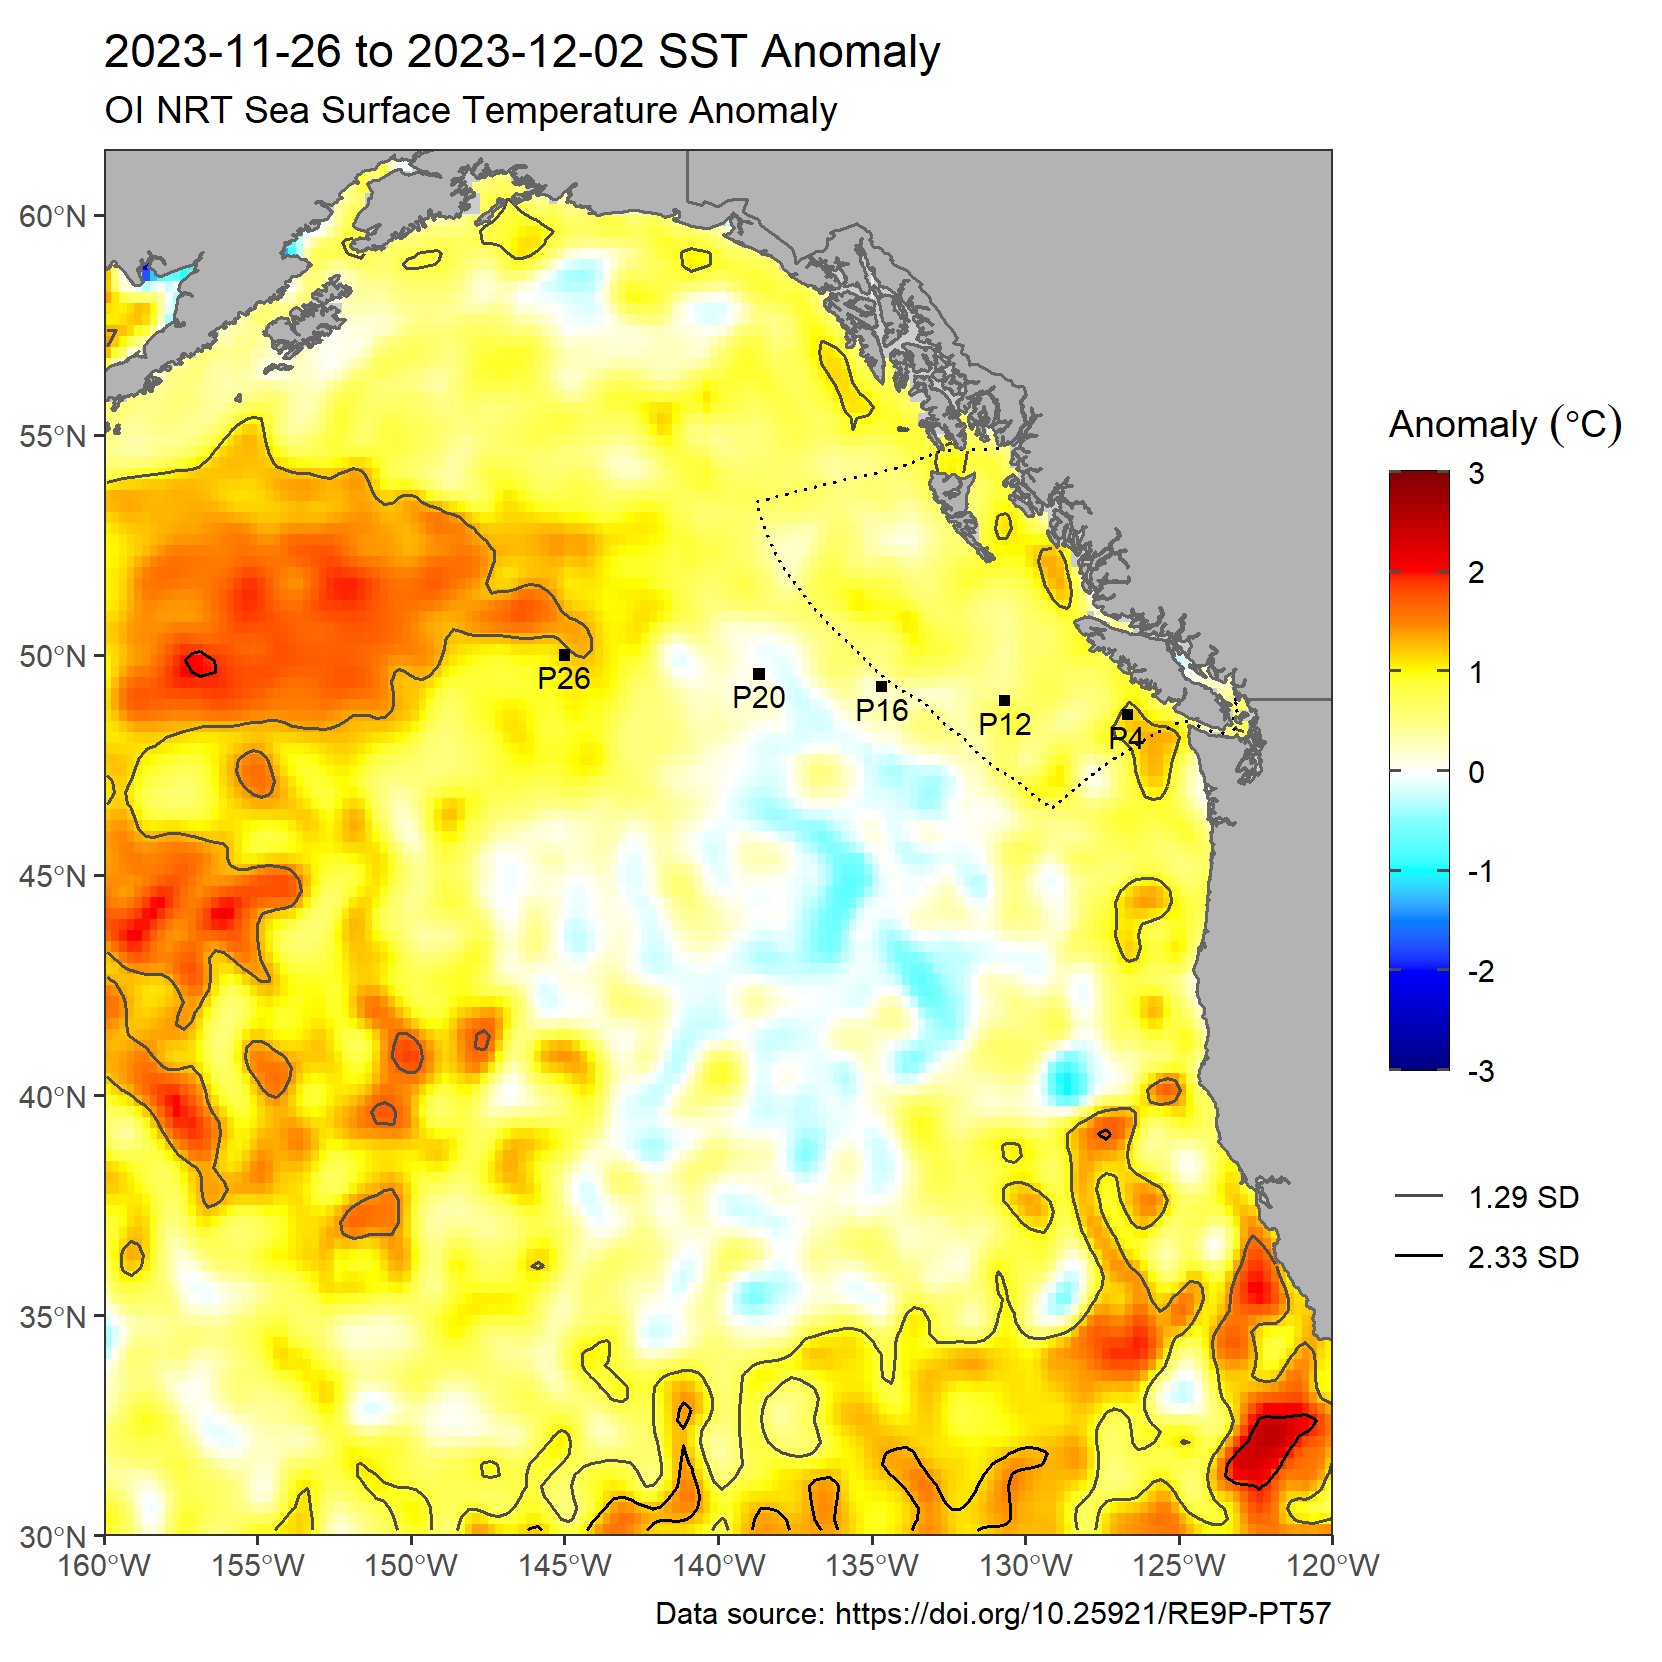 2023-11-26 to 2023-12-02 SST Anomaly
OI NRT Sea Surface Temperature Anomaly
60°N
55°N
50°N
45°N
40°N
35°N
30°N
160°W
155°W
150°W
145°W
140°W
135°W
130°W
125°W
120°W
P26
P20
P16
P12
P4
Anomaly (°C)
3
2
1
0
-1
-2
-3
1.29 SD
2.33 SD
Data source: https://doi.org/10.25921/RE9P-PT57